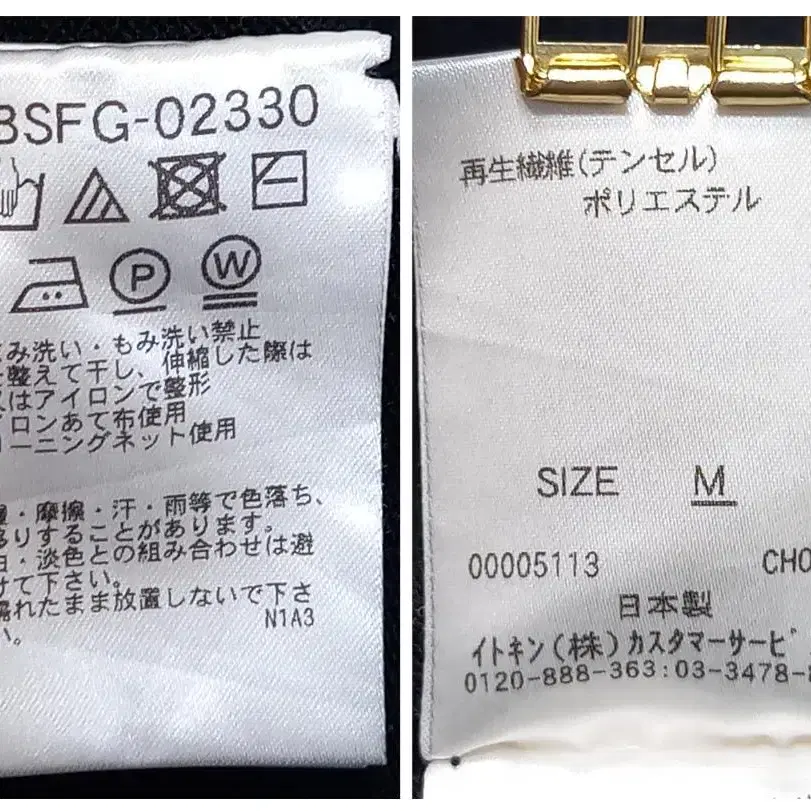 BSFG-02330
P
W
み洗い・もみ洗い禁止
整えて干し、伸縮した際は
はアイロンで整形
ロンあて布使用
ーニングネット使用
・摩擦・汗・雨等で色落ち、
りすることがあります。
・淡色との組み合わせは避
けて下さい。
濡れたまま放置しないで下さ
い。
N1A3
再生繊維(テンセル)
ポリエステル
SIZE M
00005113 CHO
日本製
イトキン(株)カスタマーサービ
0120-888-363:03-3478-